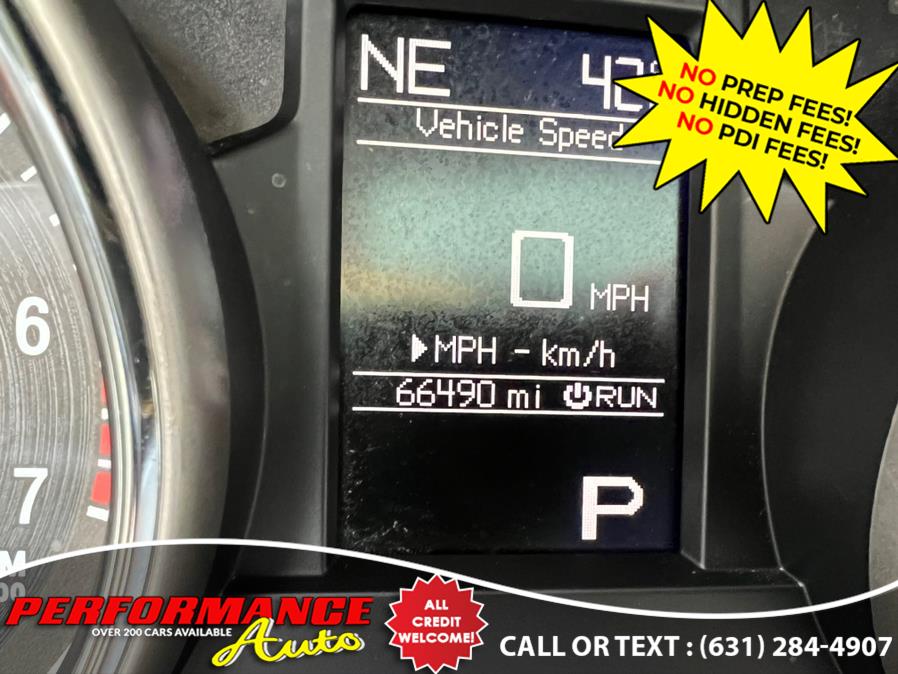 NE 42°
NO PREP FEES!
NO HIDDEN FEES!
NO PDI FEES!
Vehicle Speed
0 MPH
MPH - km/h
66490 mi RUN
P
6
7
PERFORMANCE
OVER 200 CARS AVAILABLE
Auto
ALL
CREDIT
WELCOME!
CALL OR TEXT : (631) 284-4907